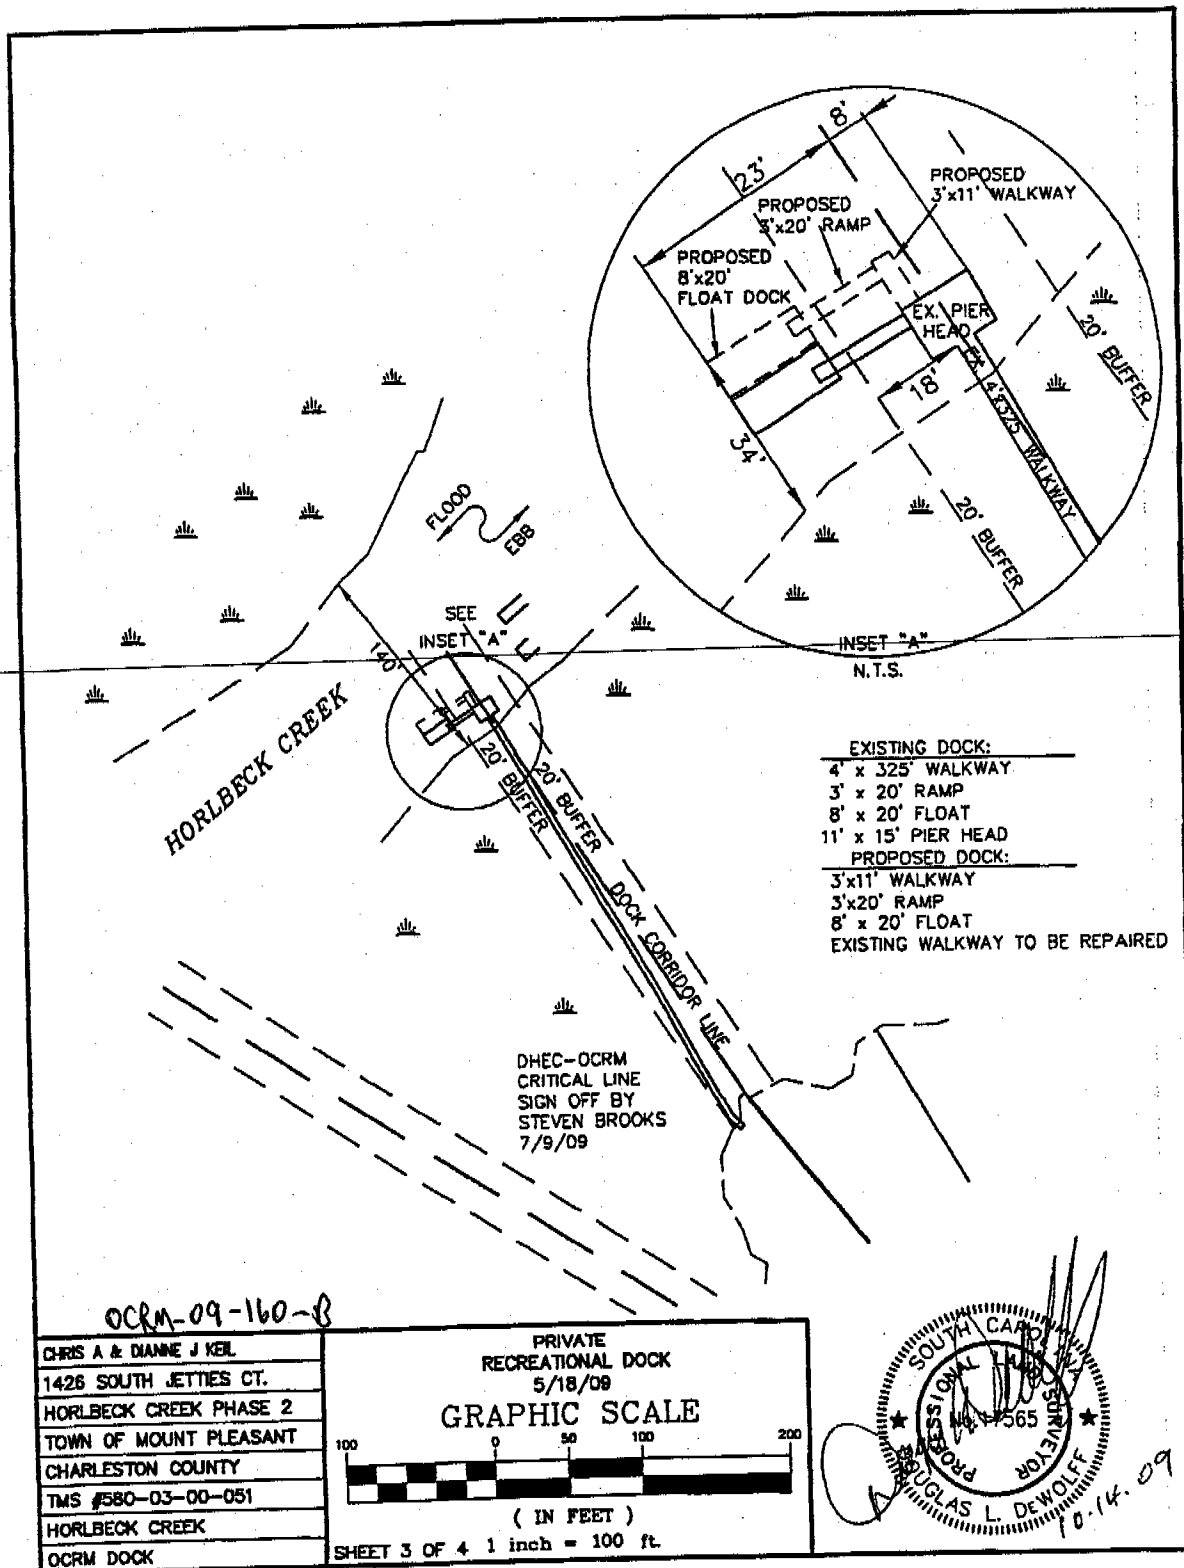 8'
23'
PROPOSED
3'x11' WALKWAY
PROPOSED
3'x20' RAMP
PROPOSED
8'x20'
FLOAT DOCK
EX. PIER
HEAD
18'
34'
EX. 4'x325' WALKWAY
20' BUFFER
20' BUFFER
INSET "A"
N.T.S.
FLOOD
EBB
SEE
INSET "A"
140'
HORLBECK CREEK
20' BUFFER
20' BUFFER
DOCK CORRIDOR LINE
EXISTING DOCK:
4' x 325' WALKWAY
3' x 20' RAMP
8' x 20' FLOAT
11' x 15' PIER HEAD
PROPOSED DOCK:
3'x11' WALKWAY
3'x20' RAMP
8' x 20' FLOAT
EXISTING WALKWAY TO BE REPAIRED
DHEC-OCRM
CRITICAL LINE
SIGN OFF BY
STEVEN BROOKS
7/9/09
OCRM-09-160-B
CHRIS A & DIANNE J KEIL
1426 SOUTH JETTIES CT.
HORLBECK CREEK PHASE 2
TOWN OF MOUNT PLEASANT
CHARLESTON COUNTY
TMS #580-03-00-051
HORLBECK CREEK
OCRM DOCK
PRIVATE
RECREATIONAL DOCK
5/18/09
GRAPHIC SCALE
100 0 50 100 200
( IN FEET )
SHEET 3 OF 4 1 inch = 100 ft.
SOUTH CAROLINA
PROFESSIONAL LAND SURVEYOR
DOUGLAS L. DEWOLFF
10.14.09